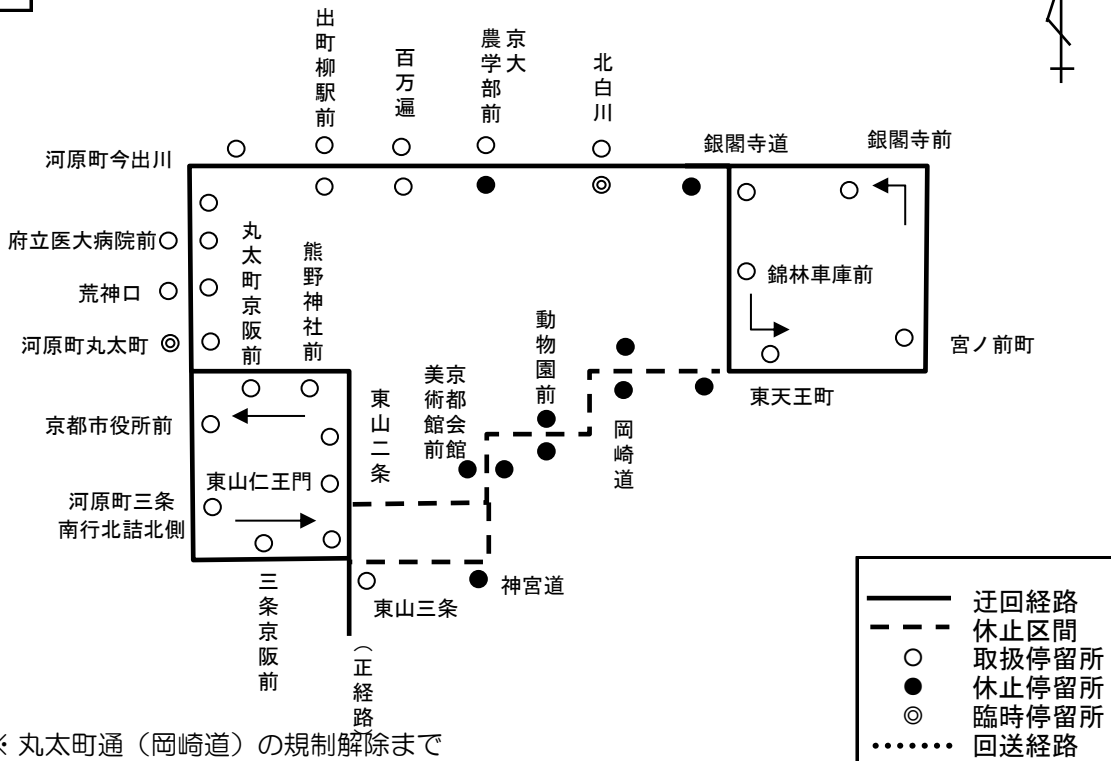 出町柳駅前
百万遍
京大
農学部前
北白川
河原町今出川
銀閣寺道
銀閣寺前
府立医大病院前
荒神口
河原町丸太町
丸太町京阪前
熊野神社前
錦林車庫前
宮ノ前町
東天王町
動物園前
京都会館
美術館前
岡崎道
東山二条
京都市役所前
東山仁王門
河原町三条
南行北詰北側
三条京阪前
東山三条
神宮道
（正経路）
※ 丸太町通（岡崎道）の規制解除まで
迂回経路
休止区間
取扱停留所
休止停留所
臨時停留所
回送経路